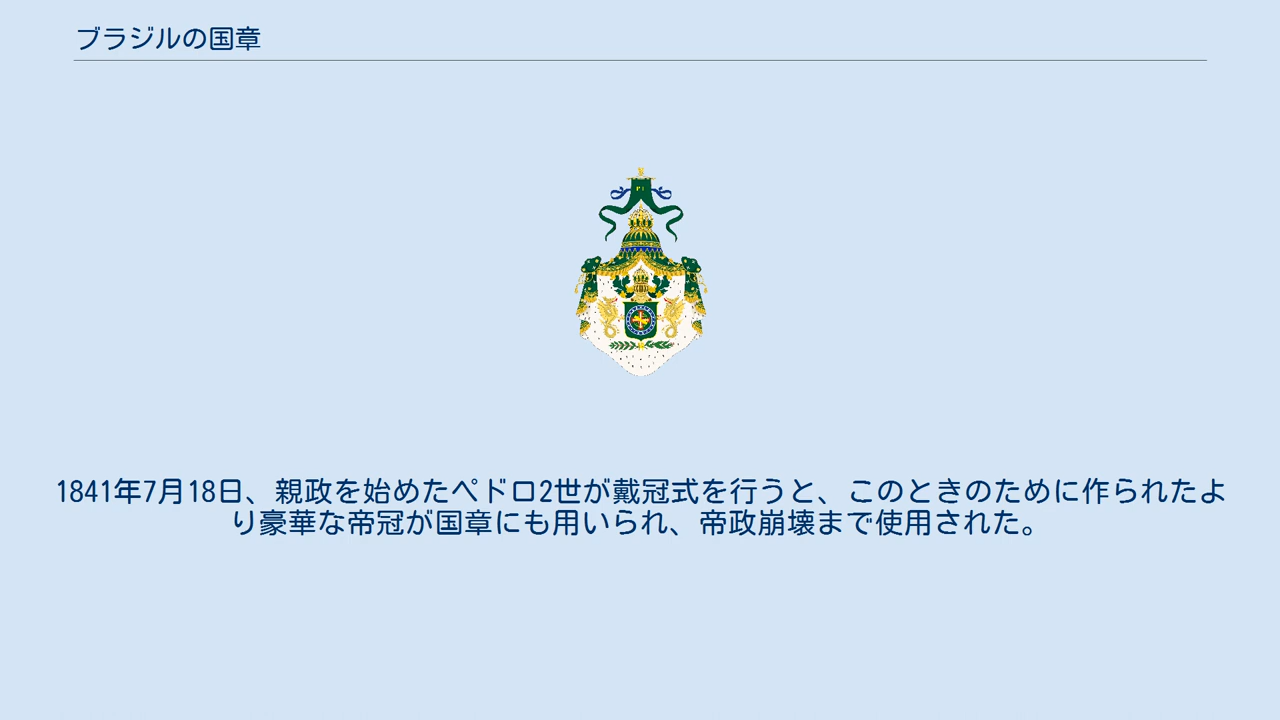 ブラジルの国章
1841年7月18日、親政を始めたペドロ2世が戴冠式を行うと、このときのために作られたよ
り豪華な帝冠が国章にも用いられ、帝政崩壊まで使用された。